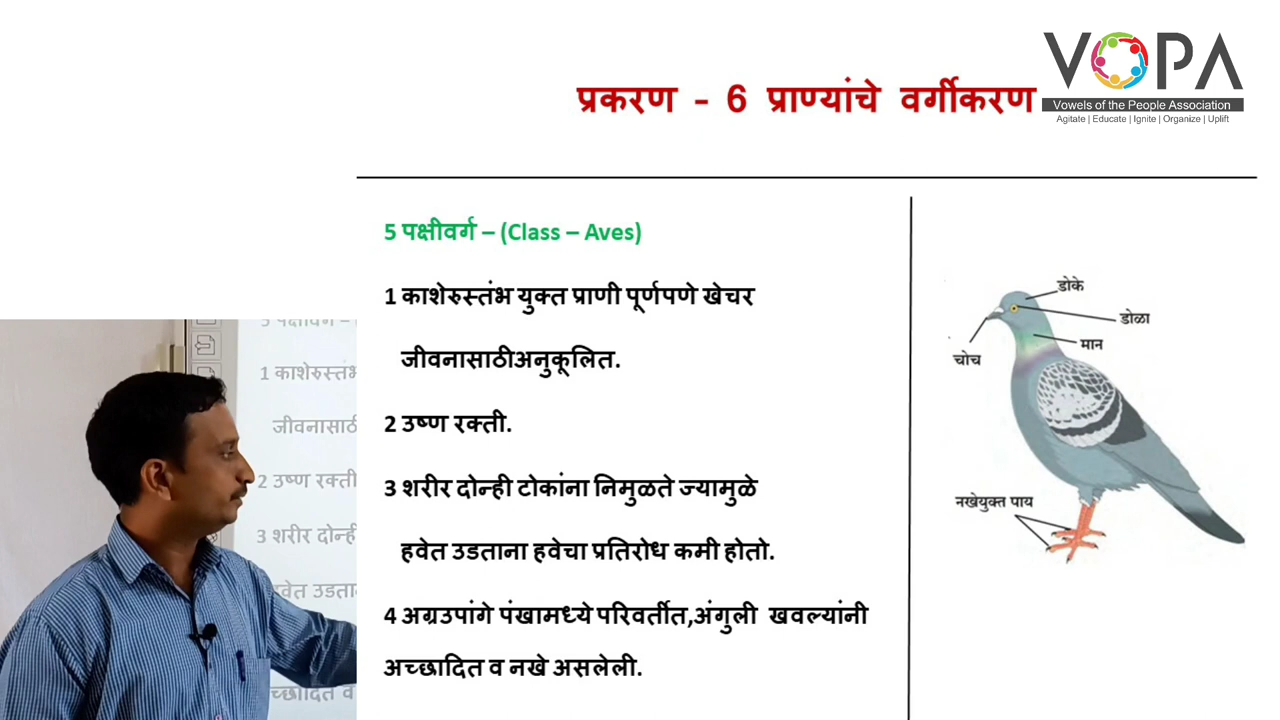 VOPA
Vowels of the People Association
Agitate | Educate | Ignite | Organize | Uplift
प्रकरण - 6 प्राण्यांचे वर्गीकरण
5 पक्षीवर्ग – (Class – Aves)
1 काशेरुस्तंभ युक्त प्राणी पूर्णपणे खेचर
जीवनासाठीअनुकूलित.
2 उष्ण रक्ती.
3 शरीर दोन्ही टोकांना निमुळते ज्यामुळे
हवेत उडताना हवेचा प्रतिरोध कमी होतो.
4 अग्रउपांगे पंखामध्ये परिवर्तीत,अंगुली खवल्यांनी
अच्छादित व नखे असलेली.
डोके
डोळा
मान
चोच
नखेयुक्त पाय
1 काशेरुस्तंभ
जीवनासाठी
2 उष्ण रक्ती
3 शरीर दोन्ही
हवेत उडता